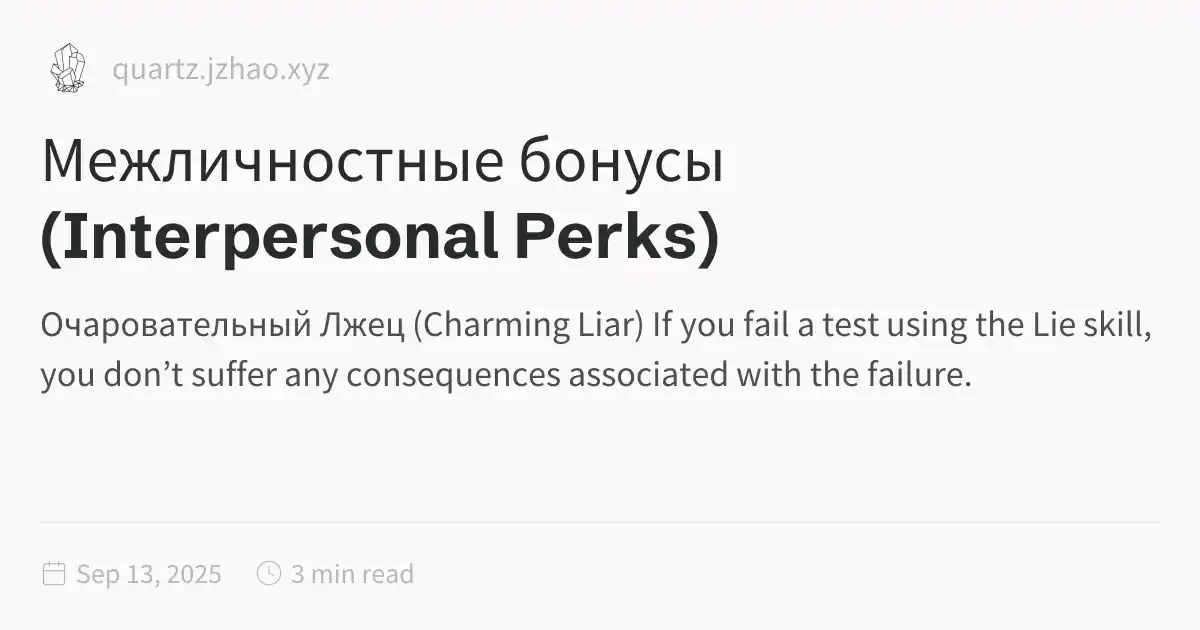 quartz.jzhao.xyz
Межличностные бонусы
(Interpersonal Perks)
Очаровательный Лжец (Charming Liar) If you fail a test using the Lie skill,
you don’t suffer any consequences associated with the failure.
Sep 13, 2025 3 min read